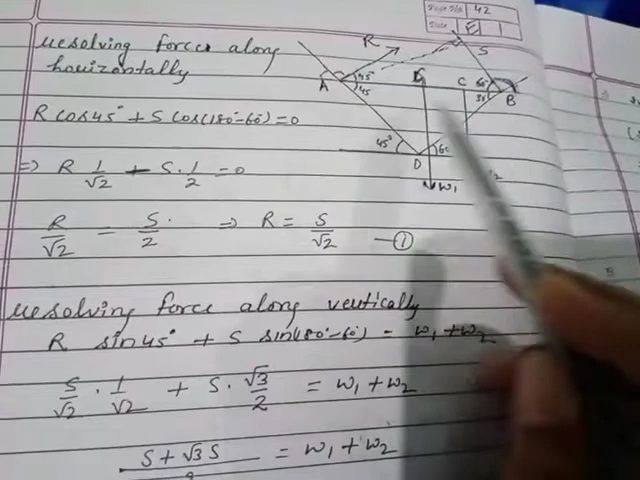 42
E 1
resolving forces along
horizontally
R
S
A
45°
45
G
C
60
30
B
R cos45° + S cos(180°-60°) = 0
45°
60
D
W1
2
=> R 1/√2 - S. 1/2 = 0
R/√2 = S/2. => R = S/√2 —①
resolving force along vertically
R sin45° + S sin(180°-60°) = w1 + w2
S/√2 . 1/√2 + S. √3/2 = w1 + w2
S + √3 S = w1 + w2